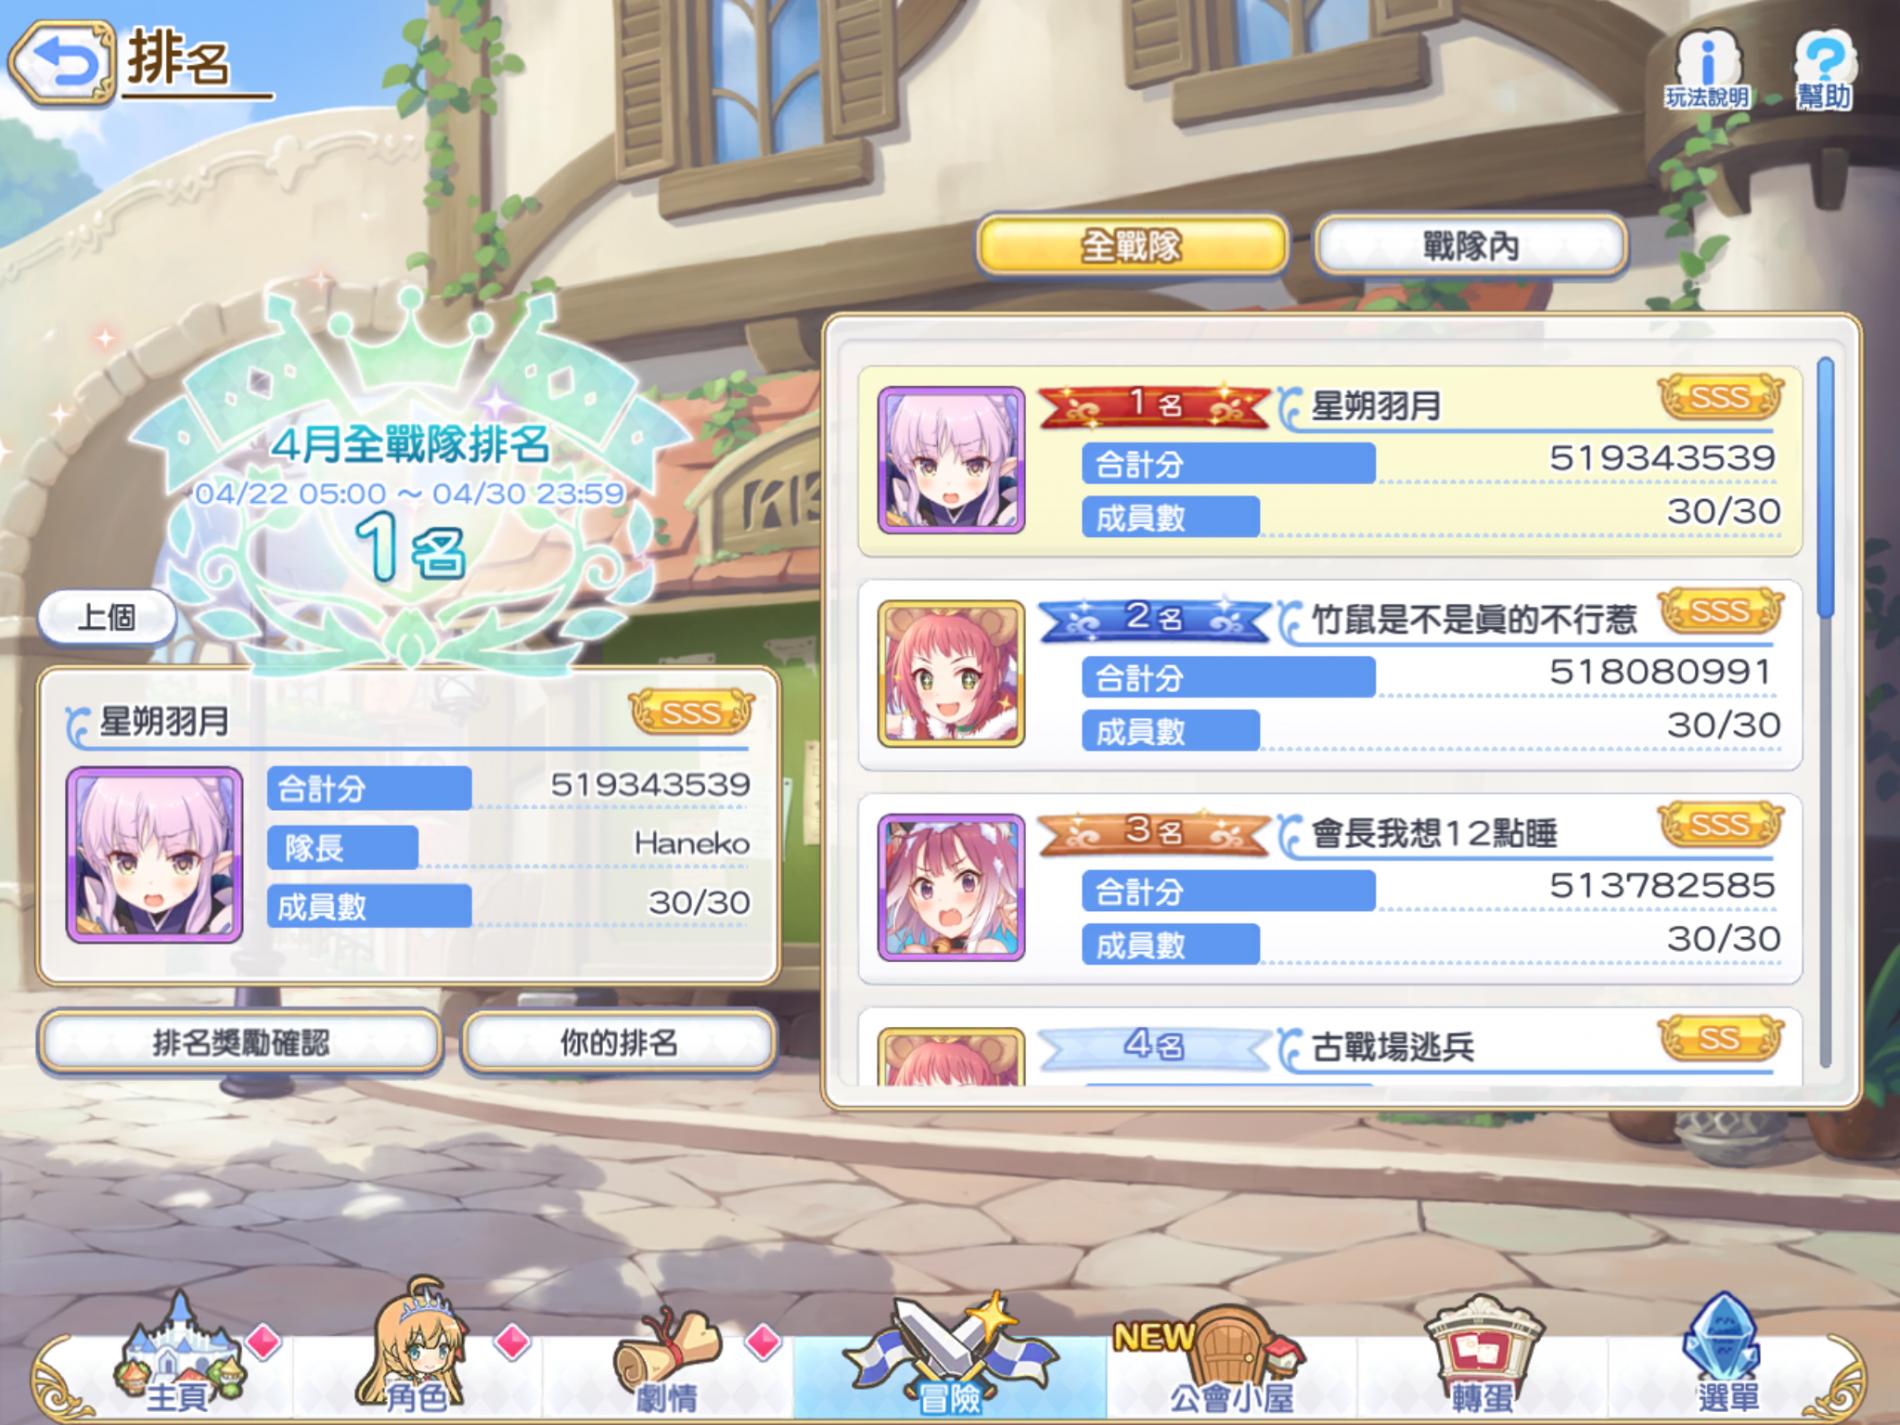 排名
玩法說明
幫助
全戰隊
戰隊內
4月全戰隊排名
04/22 05:00 ～ 04/30 23:59
1名
上個
星朔羽月
SSS
合計分
519343539
隊長
Haneko
成員數
30/30
排名獎勵確認
你的排名
1名
星朔羽月
SSS
合計分
519343539
成員數
30/30
2名
竹鼠是不是真的不行惹
SSS
合計分
518080991
成員數
30/30
3名
會長我想12點睡
SSS
合計分
513782585
成員數
30/30
4名
古戰場逃兵
SS
主頁
角色
劇情
冒險
NEW
公會小屋
轉蛋
選單